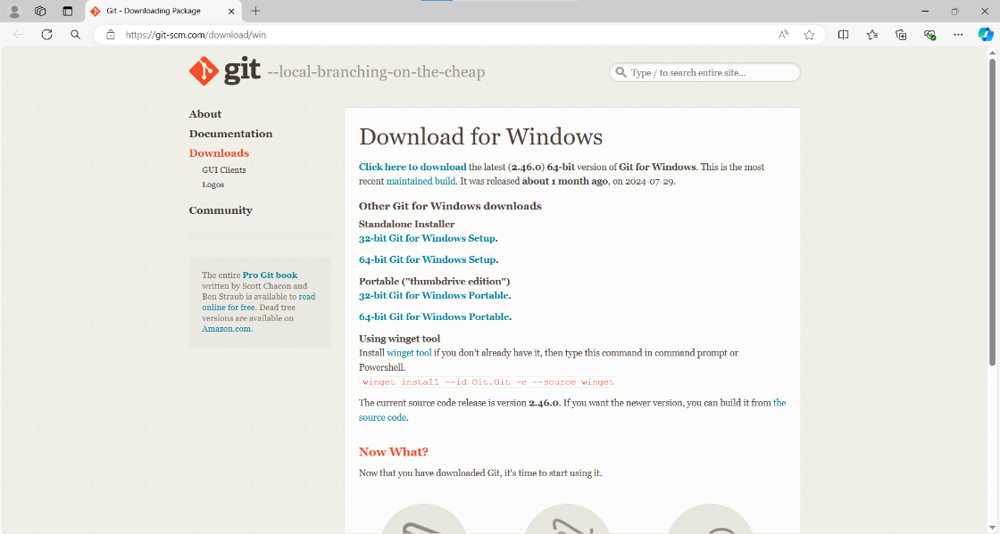 Git - Downloading Package
https://git-scm.com/download/win
git --local-branching-on-the-cheap
Type / to search entire site...
About
Documentation
Downloads
GUI Clients
Logos
Community
The entire Pro Git book
written by Scott Chacon and
Ben Straub is available to read
online for free. Dead tree
versions are available on
Amazon.com.
Download for Windows
Click here to download the latest (2.46.0) 64-bit version of Git for Windows. This is the most
recent maintained build. It was released about 1 month ago, on 2024-07-29.
Other Git for Windows downloads
Standalone Installer
32-bit Git for Windows Setup.
64-bit Git for Windows Setup.
Portable ("thumbdrive edition")
32-bit Git for Windows Portable.
64-bit Git for Windows Portable.
Using winget tool
Install winget tool if you don't already have it, then type this command in command prompt or
Powershell.
winget install --id Git.Git -e --source winget
The current source code release is version 2.46.0. If you want the newer version, you can build it from the
source code.
Now What?
Now that you have downloaded Git, it's time to start using it.